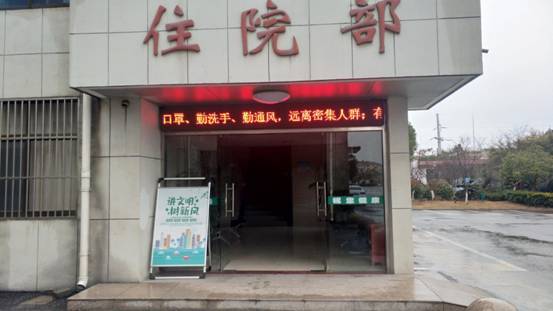 住院部
口罩、勤洗手、勤通风，远离密集人群；有
讲文明
树新风